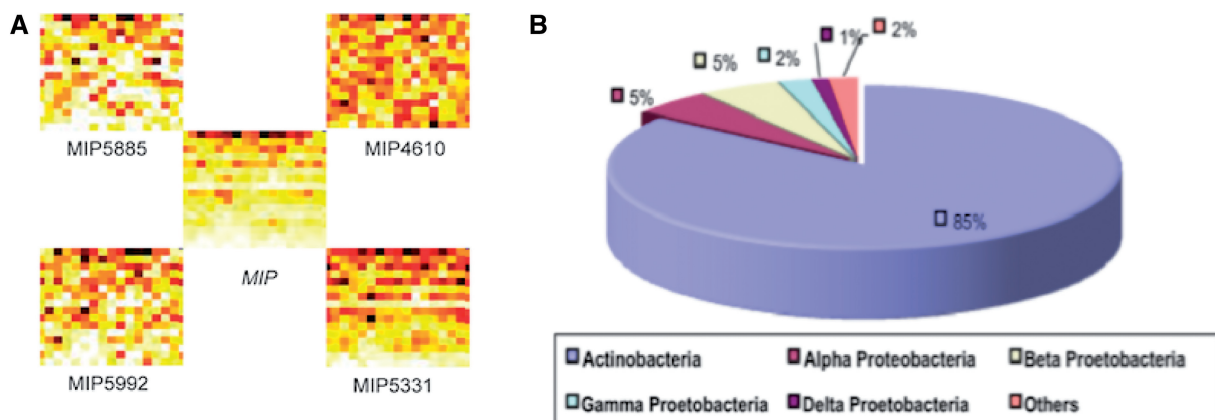 A
MIP5885
MIP4610
MIP
MIP5992
MIP5331
B
5%
5%
2%
1%
2%
85%
Actinobacteria
Alpha Proteobacteria
Beta Proetobacteria
Gamma Proetobacteria
Delta Proetobacteria
Others